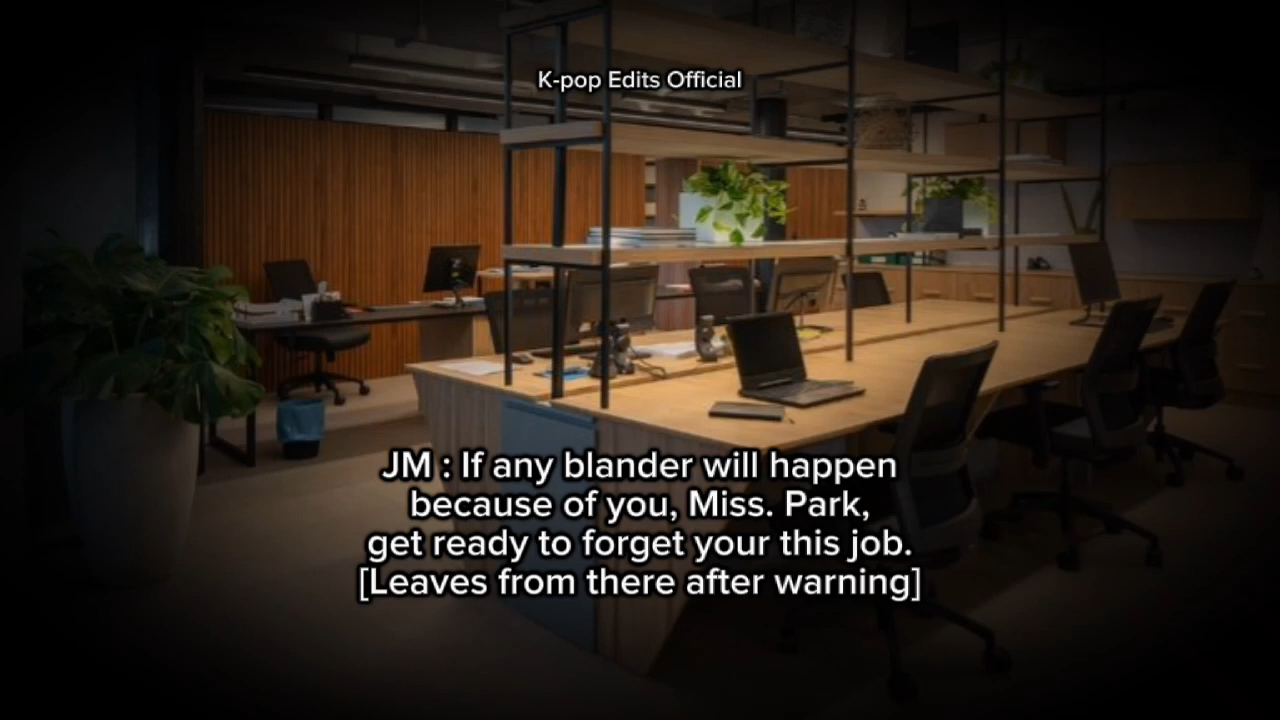 K-pop Edits Official
JM : If any blander will happen
because of you, Miss. Park,
get ready to forget your this job.
[Leaves from there after warning]